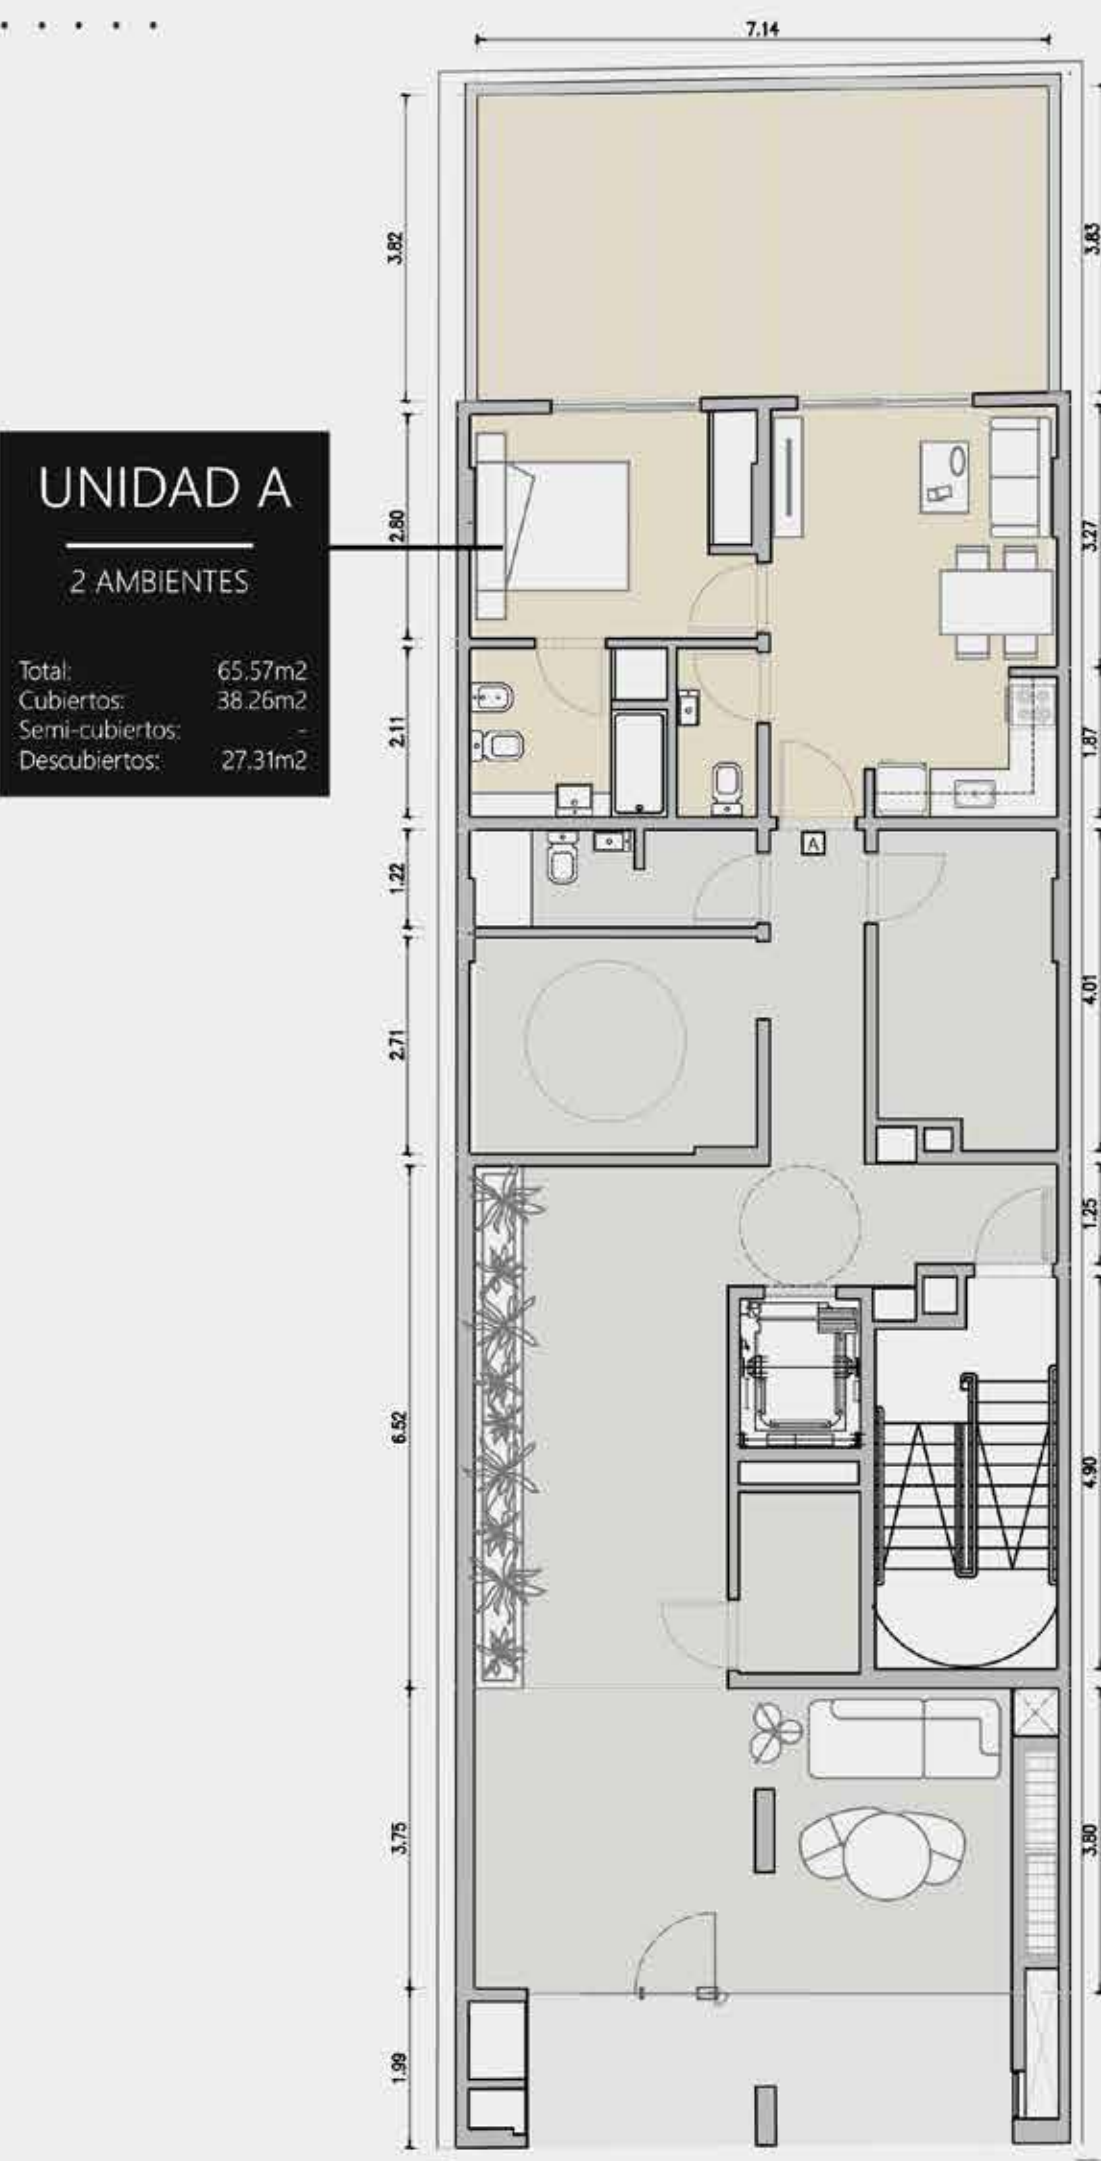 7.14
3.82
3.83
UNIDAD A
2 AMBIENTES
Total: 65.57m2
Cubiertos: 38.26m2
Semi-cubiertos: -
Descubiertos: 27.31m2
2.80
3.27
2.11
1.87
A
1.22
2.71
4.01
1.25
6.52
4.90
3.75
3.80
1.99